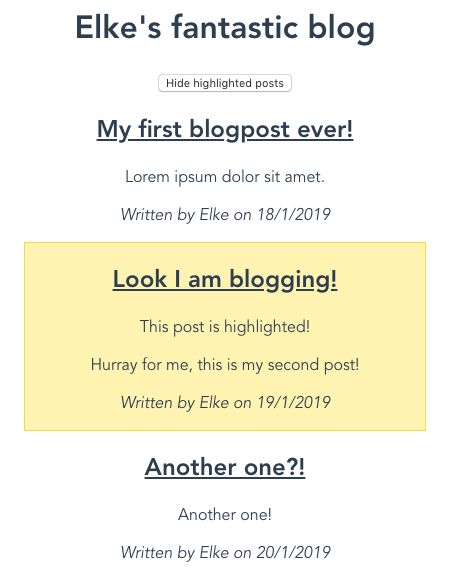 Elke's fantastic blog
Hide highlighted posts
My first blogpost ever!
Lorem ipsum dolor sit amet.
Written by Elke on 18/1/2019
Look I am blogging!
This post is highlighted!
Hurray for me, this is my second post!
Written by Elke on 19/1/2019
Another one?!
Another one!
Written by Elke on 20/1/2019